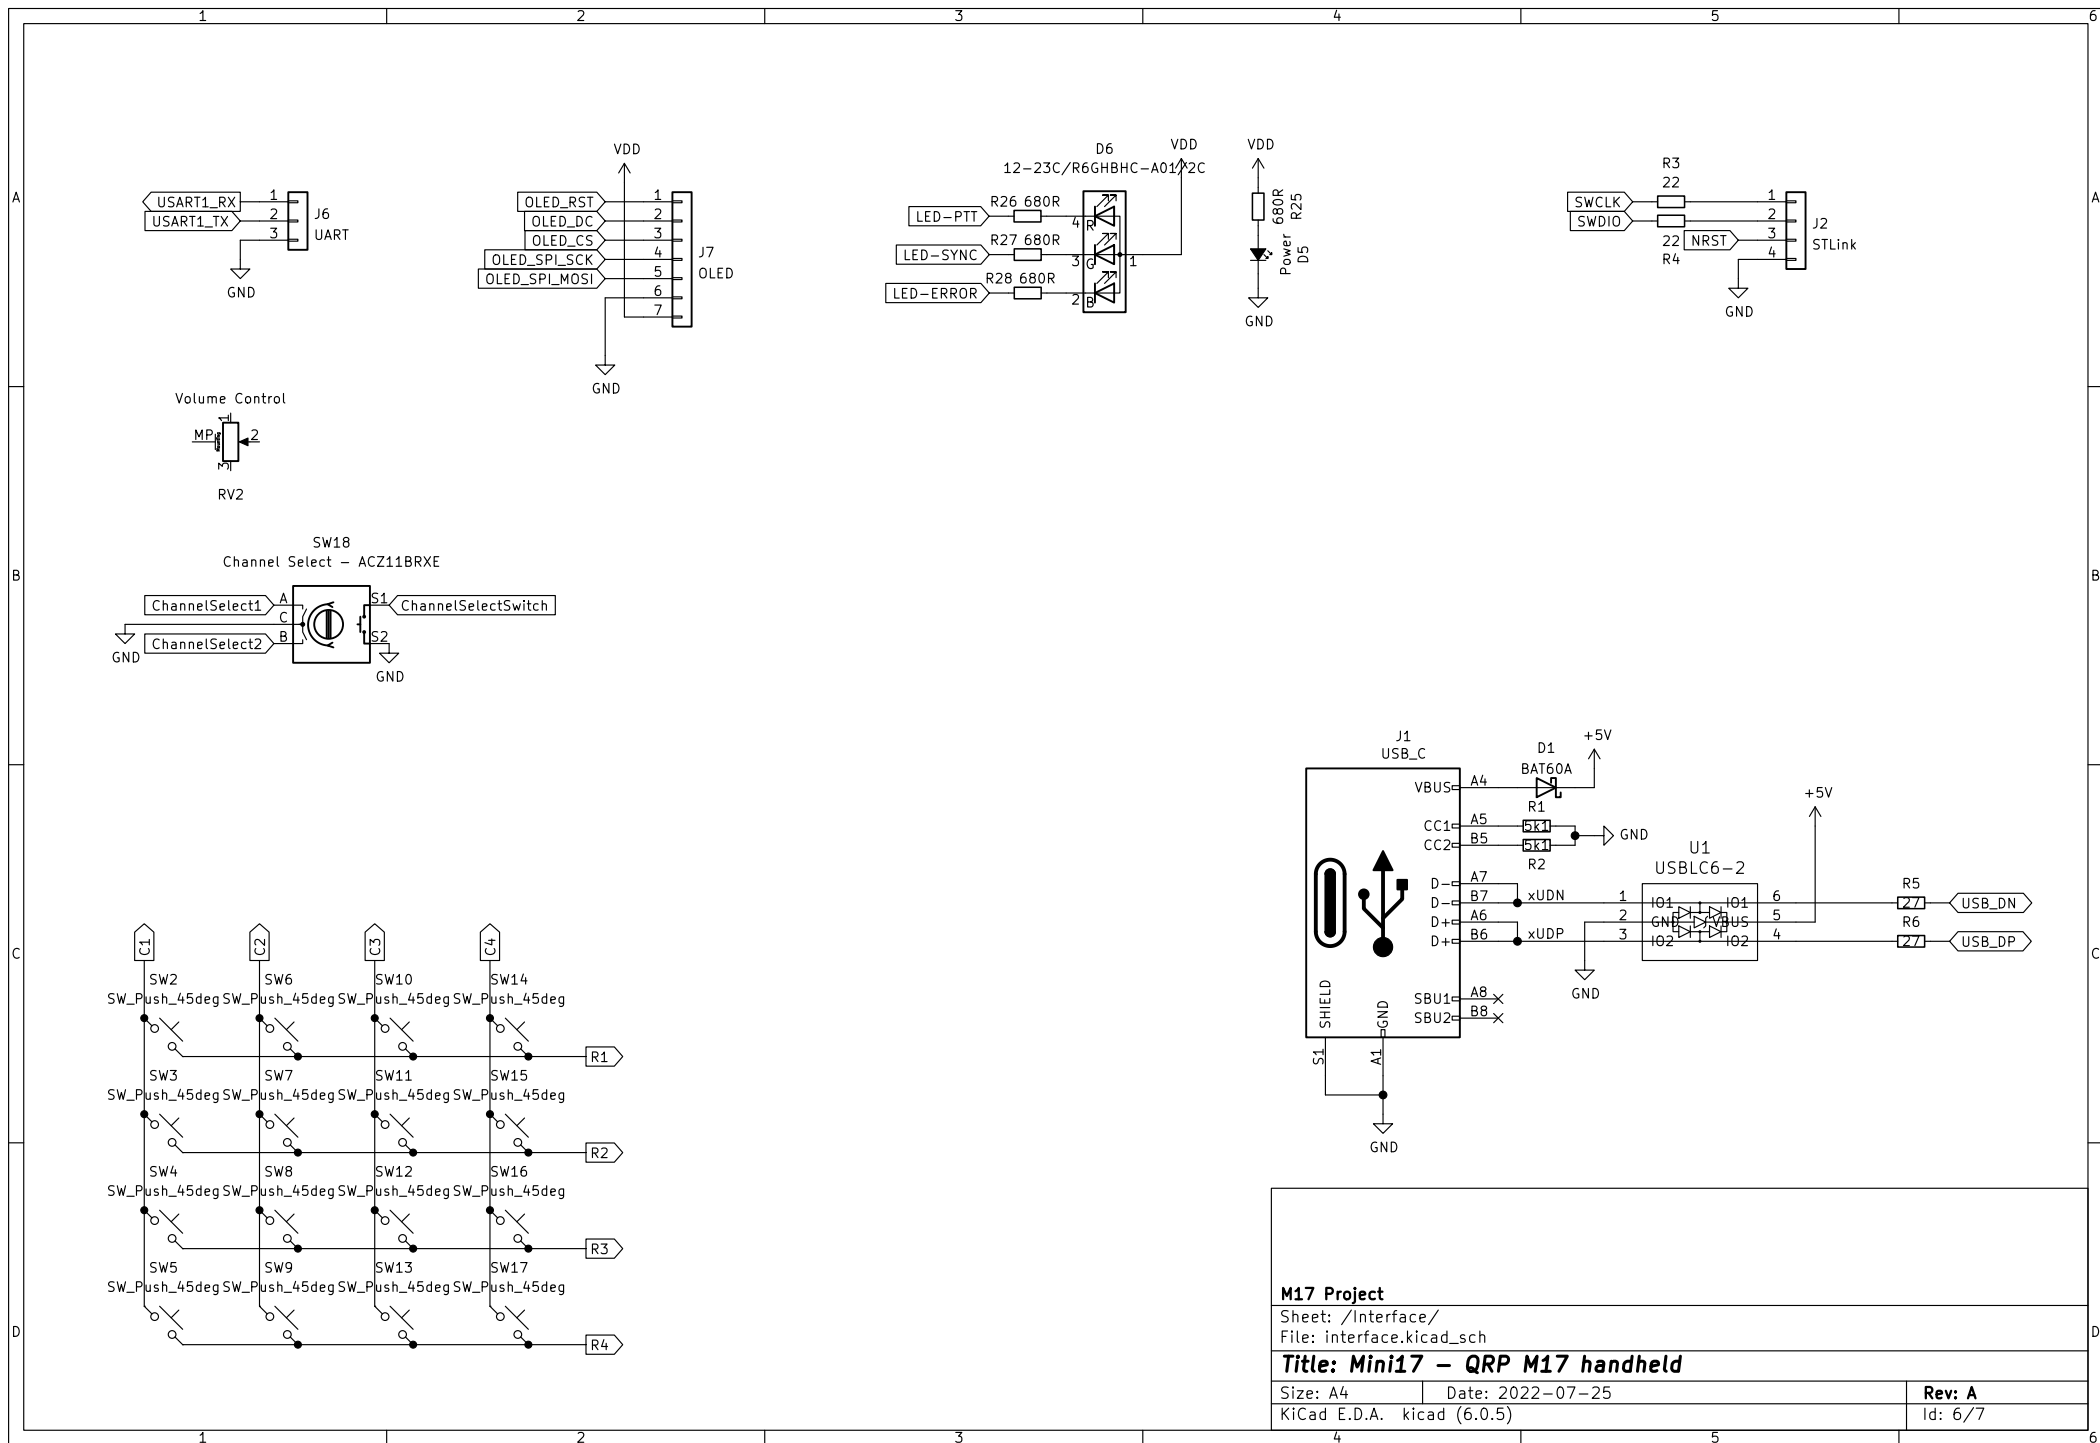 1 2 3 4 5 6
A
B
C
D
A
B
C
D
1 2 3 4 5 6
USART1_RX 1
USART1_TX 2
3
J6
UART
GND
VDD
OLED_RST 1
OLED_DC 2
OLED_CS 3
OLED_SPI_SCK 4
OLED_SPI_MOSI 5
6
7
J7
OLED
GND
D6
12-23C/R6GHBHC-A01/2C
VDD
LED-PTT R26 680R 4 R
LED-SYNC R27 680R 3 G 1
LED-ERROR R28 680R 2 B
VDD
680R
R25
Power
D5
GND
R3
22
SWCLK 1
SWDIO 2
22 NRST 3
R4 4
J2
STLink
GND
Volume Control
1
MP 2
3
RV2
SW18
Channel Select - ACZ11BRXE
ChannelSelect1 A S1 ChannelSelectSwitch
C
ChannelSelect2 B S2
GND
GND
J1
USB_C
D1
BAT60A
+5V
VBUS A4
R1
CC1 A5 5k1
CC2 B5 5k1
R2
GND
D- A7
D- B7 xUDN
D+ A6
D+ B6 xUDP
SBU1 A8
SBU2 B8
SHIELD
GND
S1
A1
GND
U1
USBLC6-2
+5V
1 IO1 IO1 6
2 GND VBUS 5
3 IO2 IO2 4
GND
R5
27 USB_DN
R6
27 USB_DP
C1 C2 C3 C4
SW2 SW6 SW10 SW14
SW_Push_45deg SW_Push_45deg SW_Push_45deg SW_Push_45deg
R1
SW3 SW7 SW11 SW15
SW_Push_45deg SW_Push_45deg SW_Push_45deg SW_Push_45deg
R2
SW4 SW8 SW12 SW16
SW_Push_45deg SW_Push_45deg SW_Push_45deg SW_Push_45deg
R3
SW5 SW9 SW13 SW17
SW_Push_45deg SW_Push_45deg SW_Push_45deg SW_Push_45deg
R4
M17 Project
Sheet: /Interface/
File: interface.kicad_sch
Title: Mini17 - QRP M17 handheld
Size: A4 Date: 2022-07-25 Rev: A
KiCad E.D.A. kicad (6.0.5) Id: 6/7